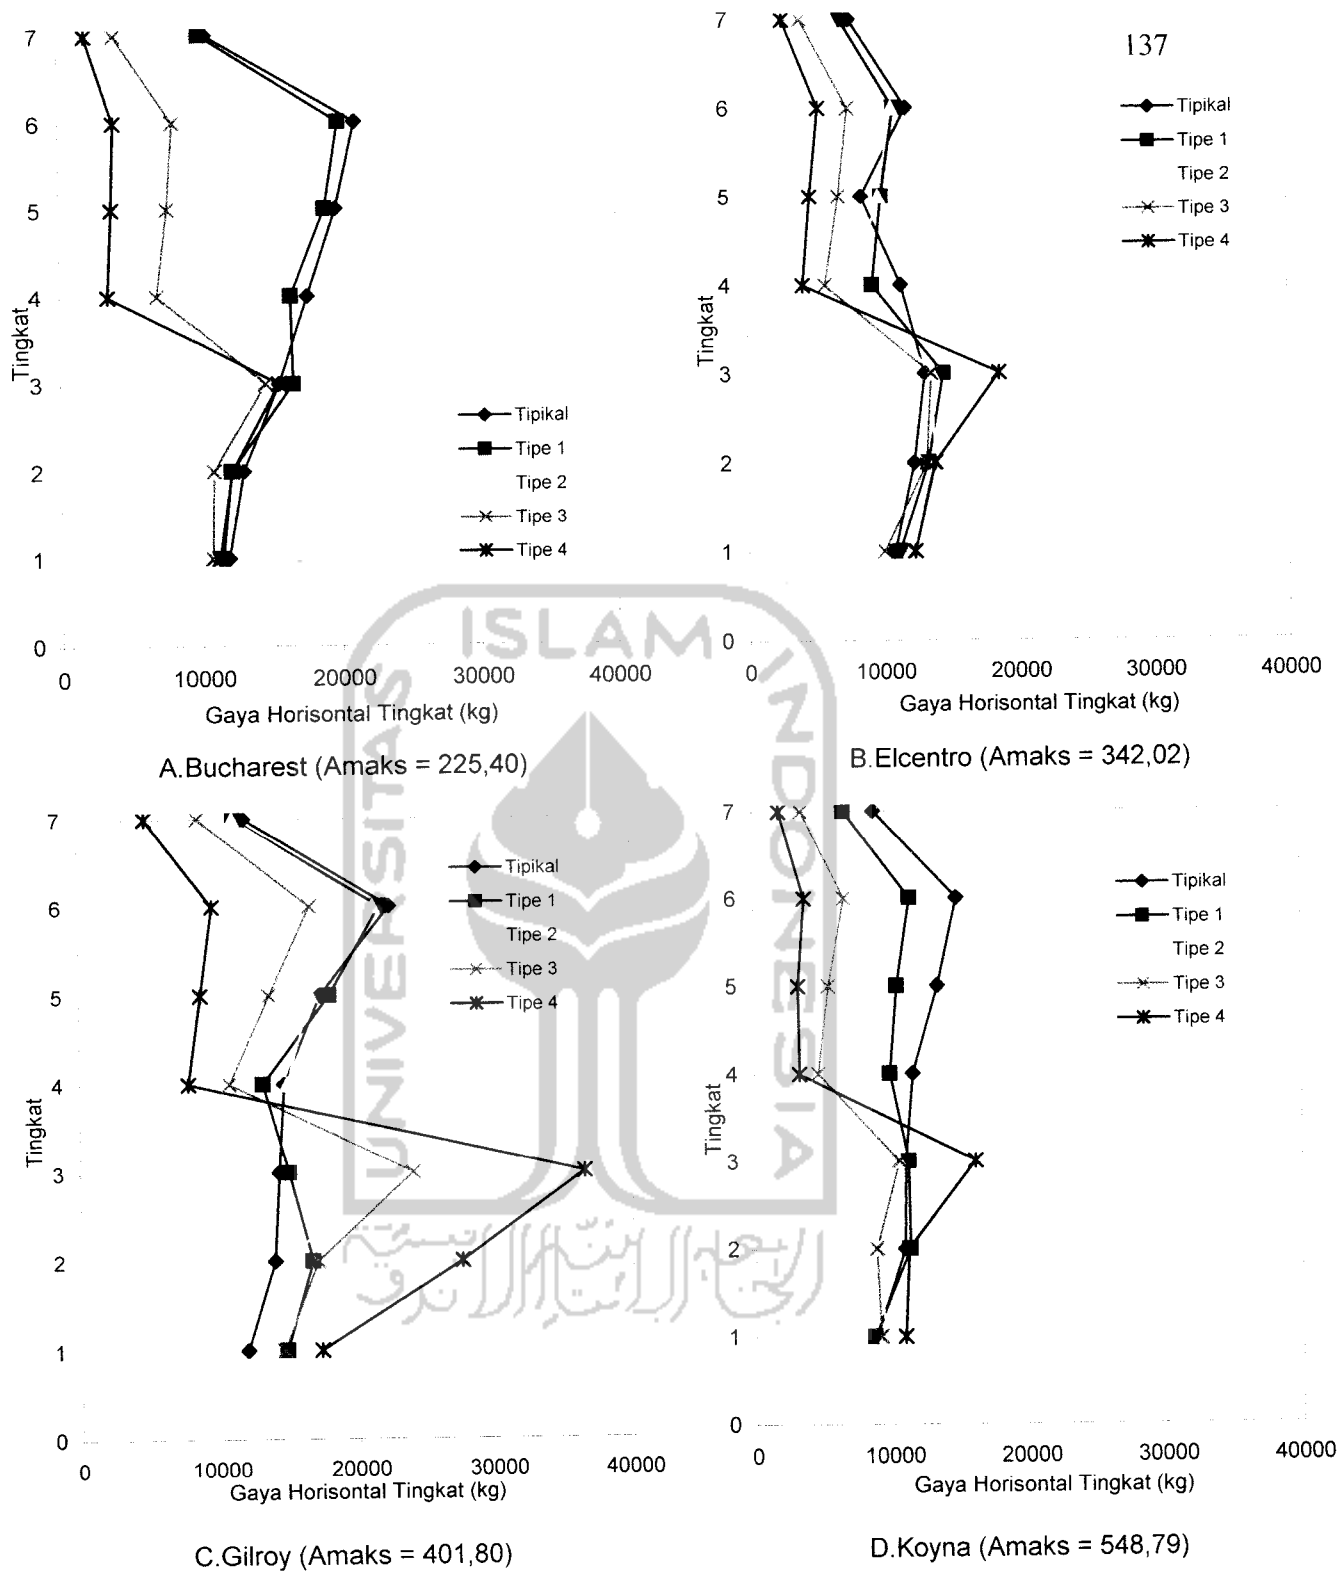 137
7
6
5
4
3
2
1
0
Tingkat
0 10000 20000 30000 40000
Gaya Horisontal Tingkat (kg)
Tipikal
Tipe 1
Tipe 2
Tipe 3
Tipe 4
A.Bucharest (Amaks = 225,40)
7
6
5
4
3
2
1
0
Tingkat
0 10000 20000 30000 40000
Gaya Horisontal Tingkat (kg)
Tipikal
Tipe 1
Tipe 2
Tipe 3
Tipe 4
B.Elcentro (Amaks = 342,02)
7
6
5
4
3
2
1
0
Tingkat
0 10000 20000 30000 40000
Gaya Horisontal Tingkat (kg)
Tipikal
Tipe 1
Tipe 2
Tipe 3
Tipe 4
C.Gilroy (Amaks = 401,80)
7
6
5
4
3
2
1
0
Tingkat
0 10000 20000 30000 40000
Gaya Horisontal Tingkat (kg)
Tipikal
Tipe 1
Tipe 2
Tipe 3
Tipe 4
D.Koyna (Amaks = 548,79)
UNIVERSITAS
ISLAM
INDONESIA